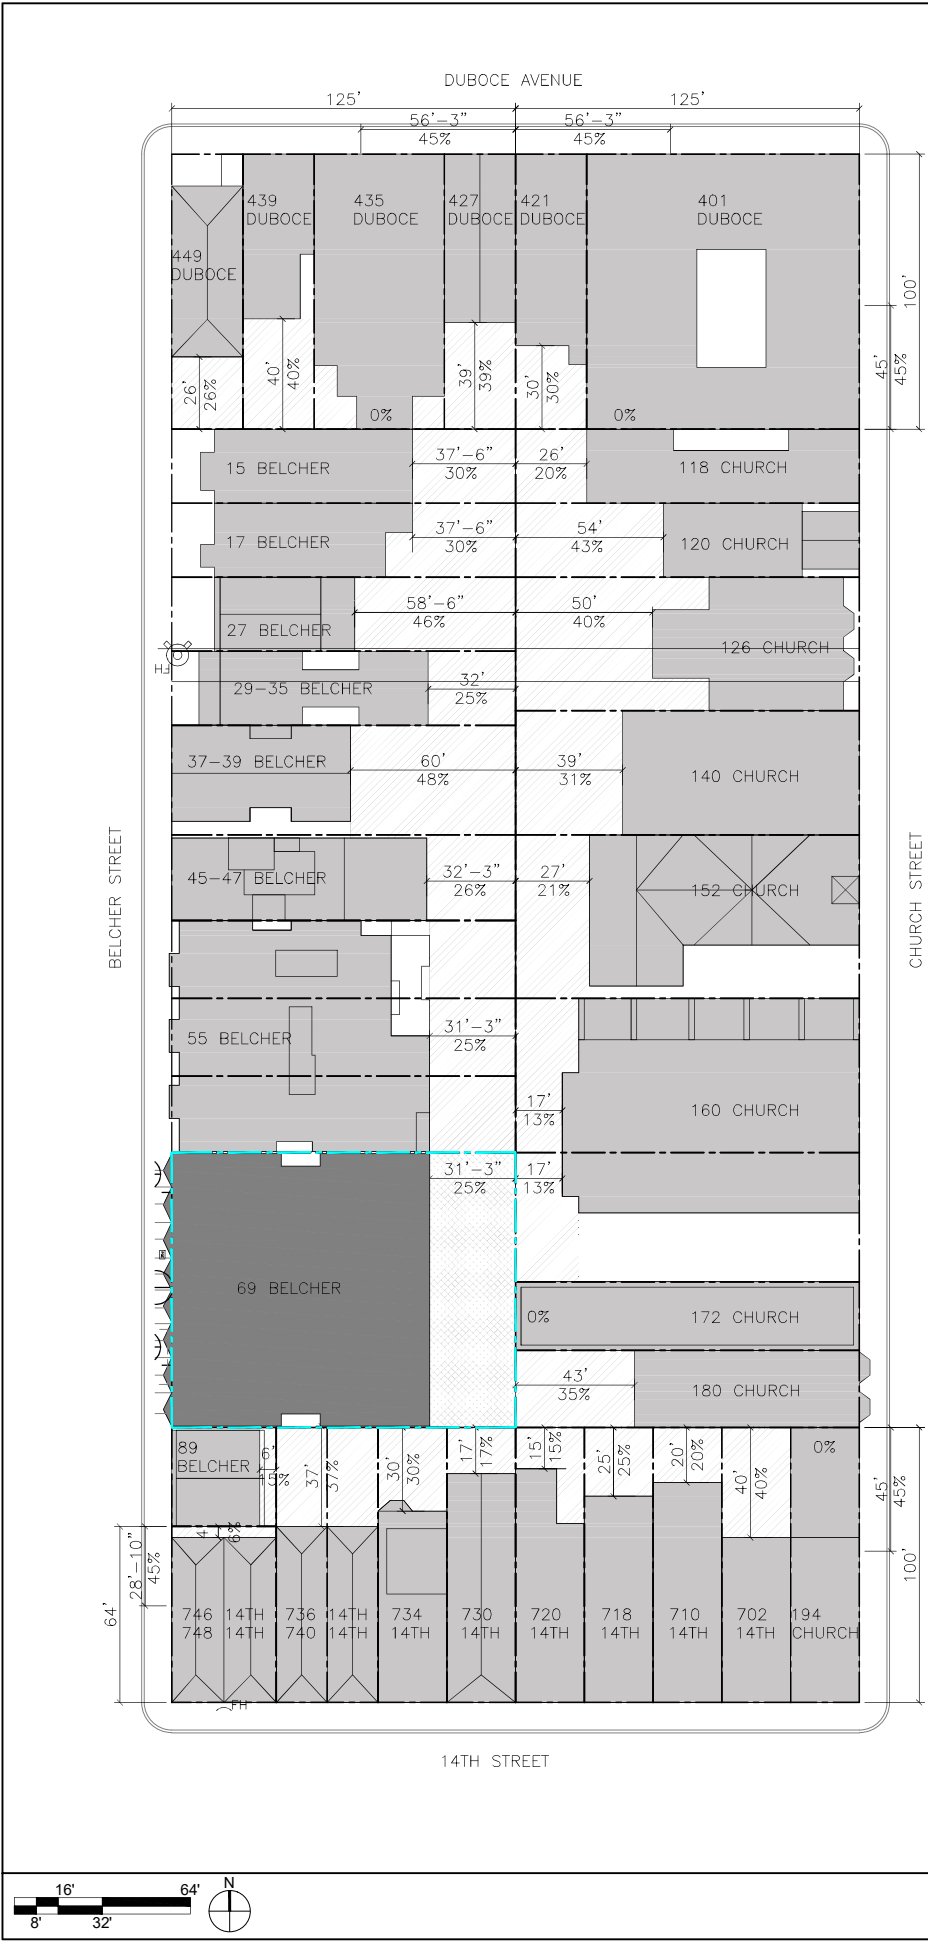 DUBOCE AVENUE
125'
125'
56'-3"
45%
56'-3"
45%
439
DUBOCE
435
DUBOCE
427
DUBOCE
421
DUBOCE
401
DUBOCE
449
DUBOCE
100'
45'
45%
26'
26%
40'
40%
39'
39%
30'
30%
0%
0%
15 BELCHER
37'-6"
30%
26'
20%
118 CHURCH
17 BELCHER
37'-6"
30%
54'
43%
120 CHURCH
27 BELCHER
58'-6"
46%
50'
40%
126 CHURCH
FH
29-35 BELCHER
32'
25%
37-39 BELCHER
60'
48%
39'
31%
140 CHURCH
BELCHER STREET
CHURCH STREET
45-47 BELCHER
32'-3"
26%
27'
21%
152 CHURCH
55 BELCHER
31'-3"
25%
17'
13%
160 CHURCH
31'-3"
25%
17'
13%
69 BELCHER
0%
172 CHURCH
43'
35%
180 CHURCH
89
BELCHER
6'
37'
37%
30'
30%
17'
17%
15'
15%
25'
25%
20'
20%
40'
40%
0%
45'
45%
4'
6%
28'-10"
45%
64'
100'
746 14TH
748 14TH
736 14TH
740 14TH
734
14TH
730
14TH
720
14TH
718
14TH
710
14TH
702
14TH
194
CHURCH
FH
14TH STREET
16' 64'
8' 32'
N